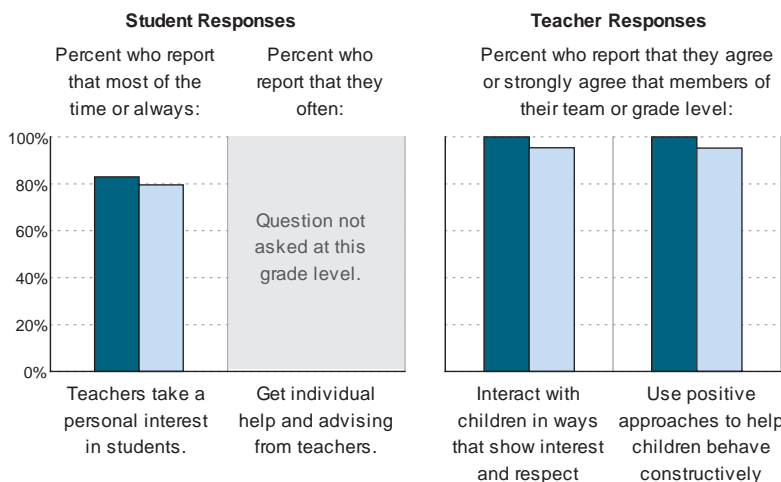 Student Responses
Percent who report
that most of the
time or always:
Percent who
report that they
often:
100%
80%
60%
40%
20%
0%
Question not
asked at this
grade level.
Teachers take a
personal interest
in students.
Get individual
help and advising
from teachers.
Teacher Responses
Percent who report that they agree
or strongly agree that members of
their team or grade level:
Interact with
children in ways
that show interest
and respect
Use positive
approaches to help
children behave
constructively